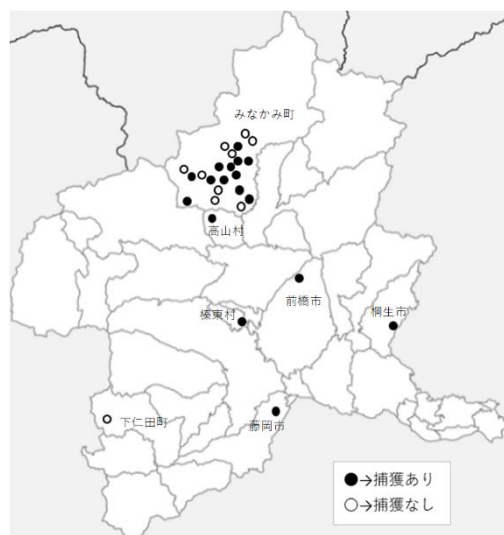 みなかみ町
高山村
前橋市
桐生市
榛東村
下仁田町
藤岡市
●→捕獲あり
○→捕獲なし